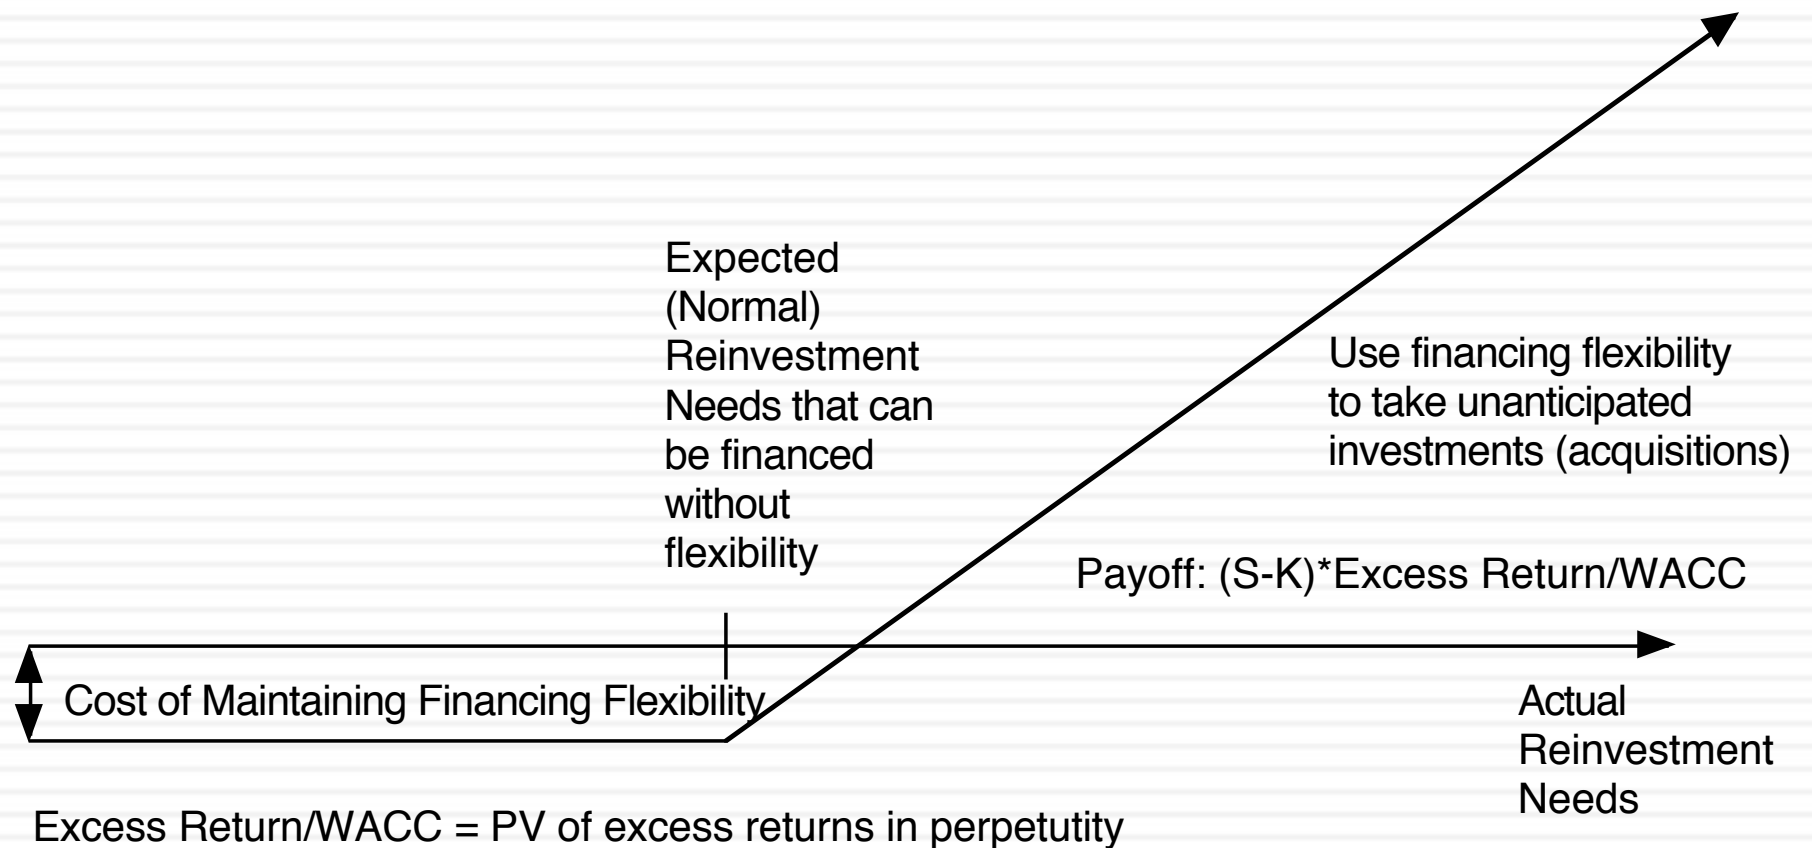 Expected
(Normal)
Reinvestment
Needs that can
be financed
without
flexibility
Use financing flexibility
to take unanticipated
investments (acquisitions)
Payoff: (S-K)*Excess Return/WACC
Cost of Maintaining Financing Flexibility
Actual
Reinvestment
Needs
Excess Return/WACC = PV of excess returns in perpetutity